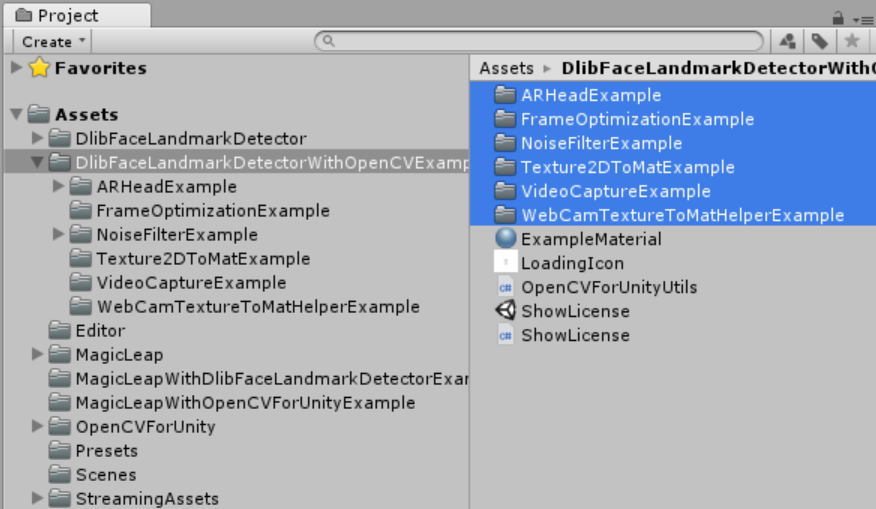 Project
Create
Favorites
Assets
DlibFaceLandmarkDetector
DlibFaceLandmarkDetectorWithOpenCVExamp
ARHeadExample
FrameOptimizationExample
NoiseFilterExample
Texture2DToMatExample
VideoCaptureExample
WebCamTextureToMatHelperExample
Editor
MagicLeap
MagicLeapWithDlibFaceLandmarkDetectorExar
MagicLeapWithOpenCVForUnityExample
OpenCVForUnity
Presets
Scenes
StreamingAssets
Assets ▸ DlibFaceLandmarkDetectorWithO
ARHeadExample
FrameOptimizationExample
NoiseFilterExample
Texture2DToMatExample
VideoCaptureExample
WebCamTextureToMatHelperExample
ExampleMaterial
LoadingIcon
C# OpenCVForUnityUtils
ShowLicense
C# ShowLicense